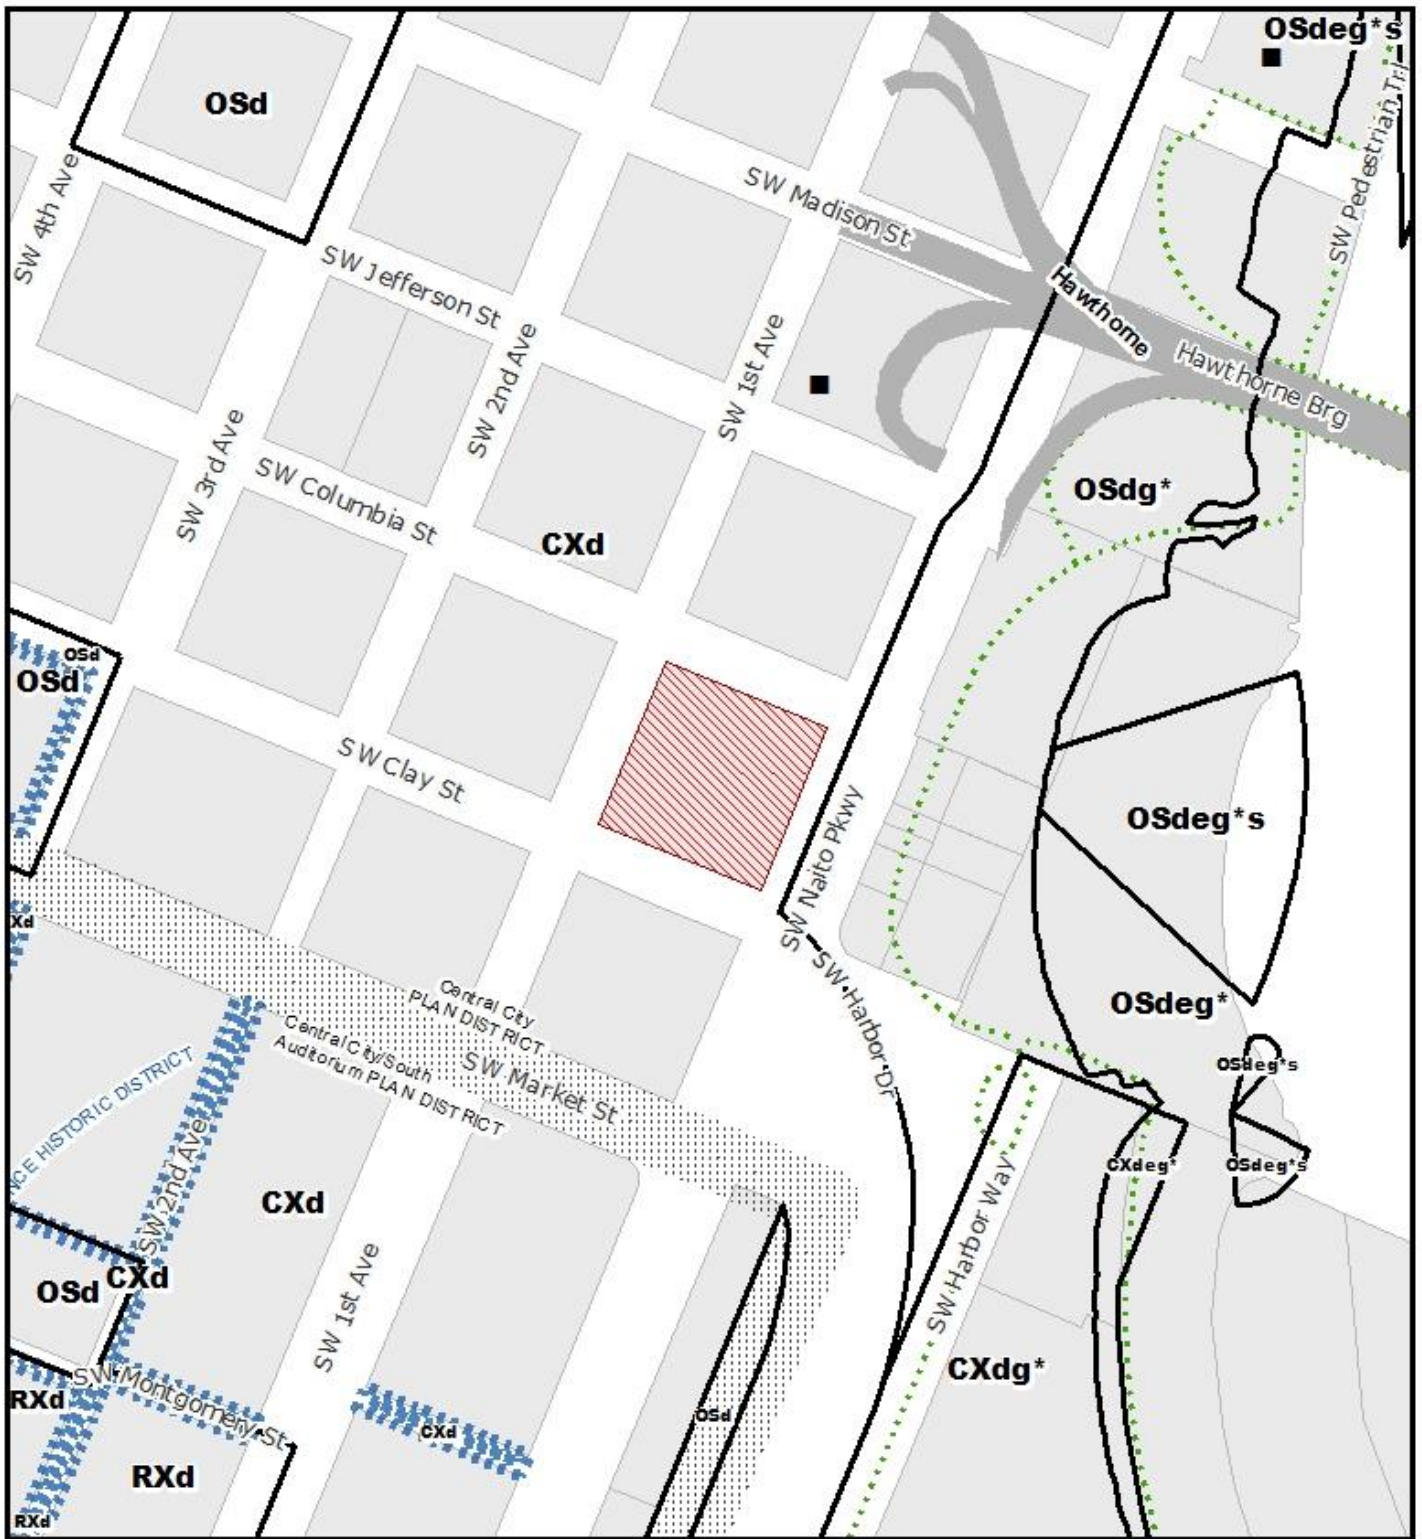 OSdeg*s
OSd
SW Pedestrian Trl
SW 4th Ave
SW Madison St
SW Jefferson St
Hawthorne
Hawthorne Brg
SW 2nd Ave
SW 1st Ave
SW 3rd Ave
SW Columbia St
OSdg*
CXd
OSd
OSd
SW Clay St
OSdeg*s
SW Naito Pkwy
Xd
SW Harbor Dr
Central City
PLAN DISTRICT
Central City/South
Auditorium PLAN DISTRICT
SW Market St
OSdeg*
OSdeg*s
NCE HISTORIC DISTRICT
SW 2nd Ave
CXdeg*
OSdeg*s
CXd
SW Harbor Way
OSd
CXd
SW 1st Ave
CXdg*
SW Montgomery St
RXd
OSd
CXd
RXd
RXd